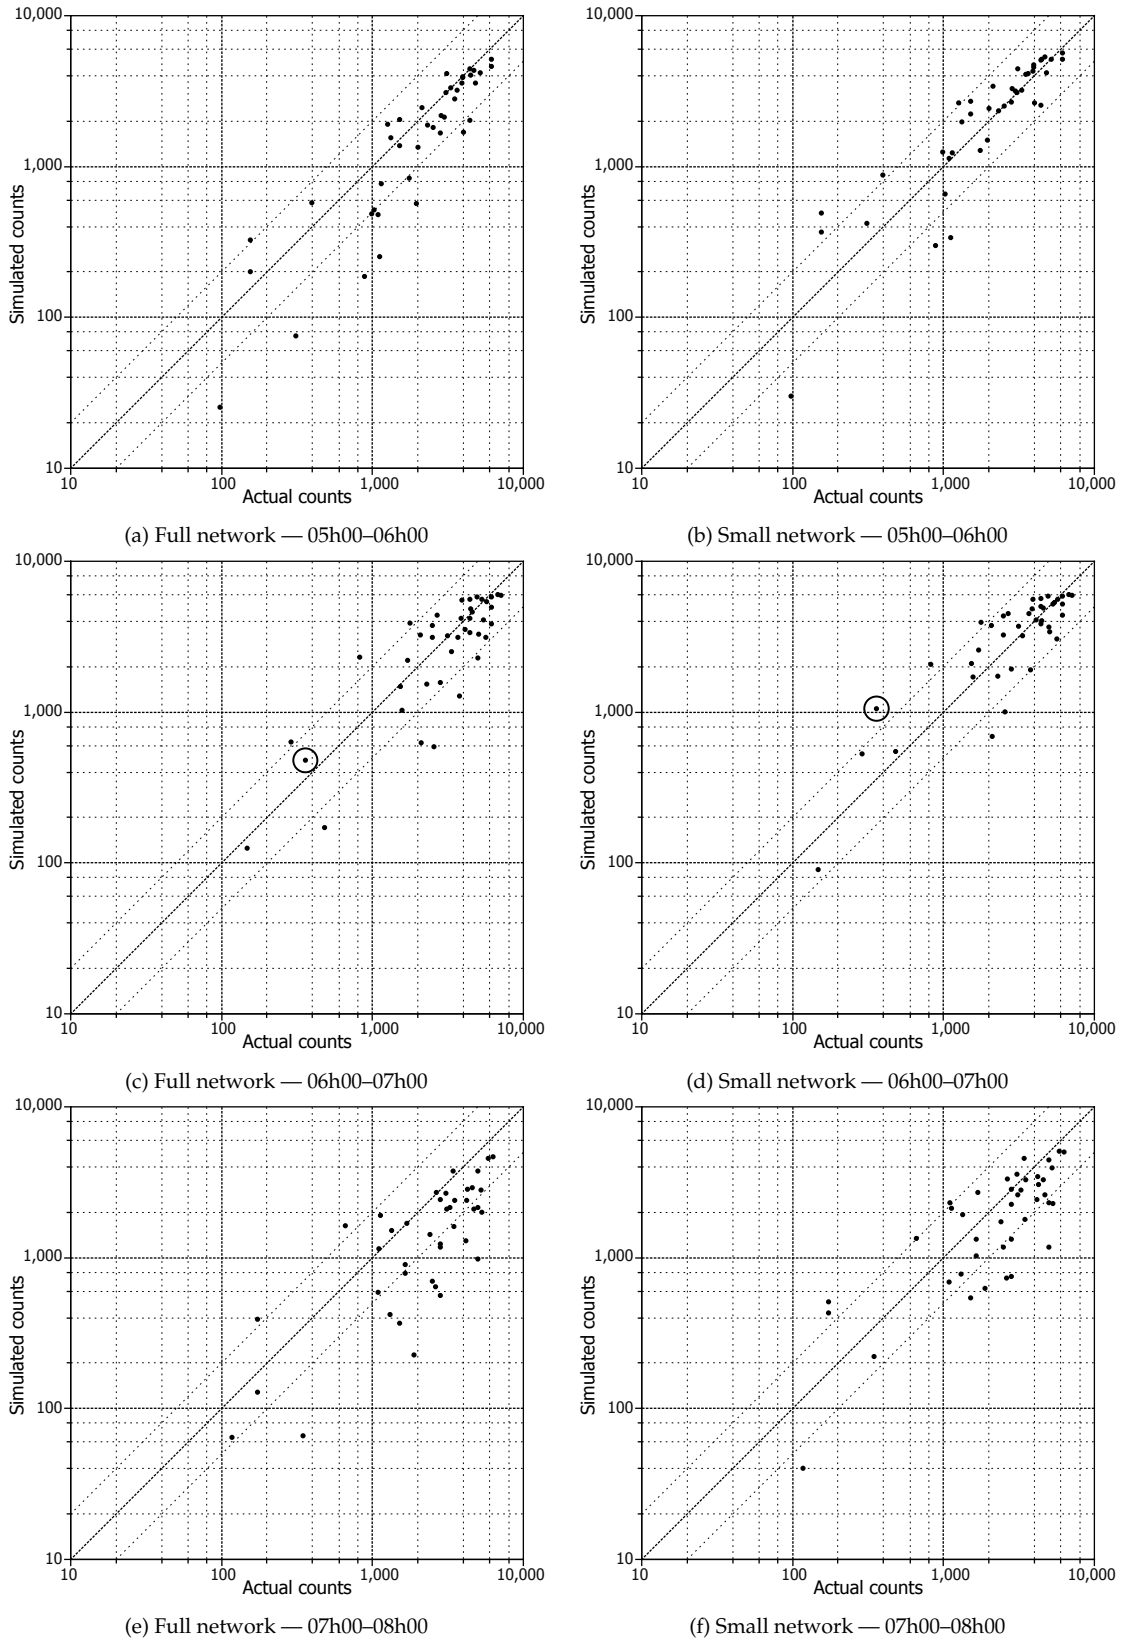 10,000
1,000
100
10
Simulated counts
10 100 1,000 10,000
Actual counts
(a) Full network — 05h00–06h00
10,000
1,000
100
10
Simulated counts
10 100 1,000 10,000
Actual counts
(b) Small network — 05h00–06h00
10,000
1,000
100
10
Simulated counts
10 100 1,000 10,000
Actual counts
(c) Full network — 06h00–07h00
10,000
1,000
100
10
Simulated counts
10 100 1,000 10,000
Actual counts
(d) Small network — 06h00–07h00
10,000
1,000
100
10
Simulated counts
10 100 1,000 10,000
Actual counts
(e) Full network — 07h00–08h00
10,000
1,000
100
10
Simulated counts
10 100 1,000 10,000
Actual counts
(f) Small network — 07h00–08h00